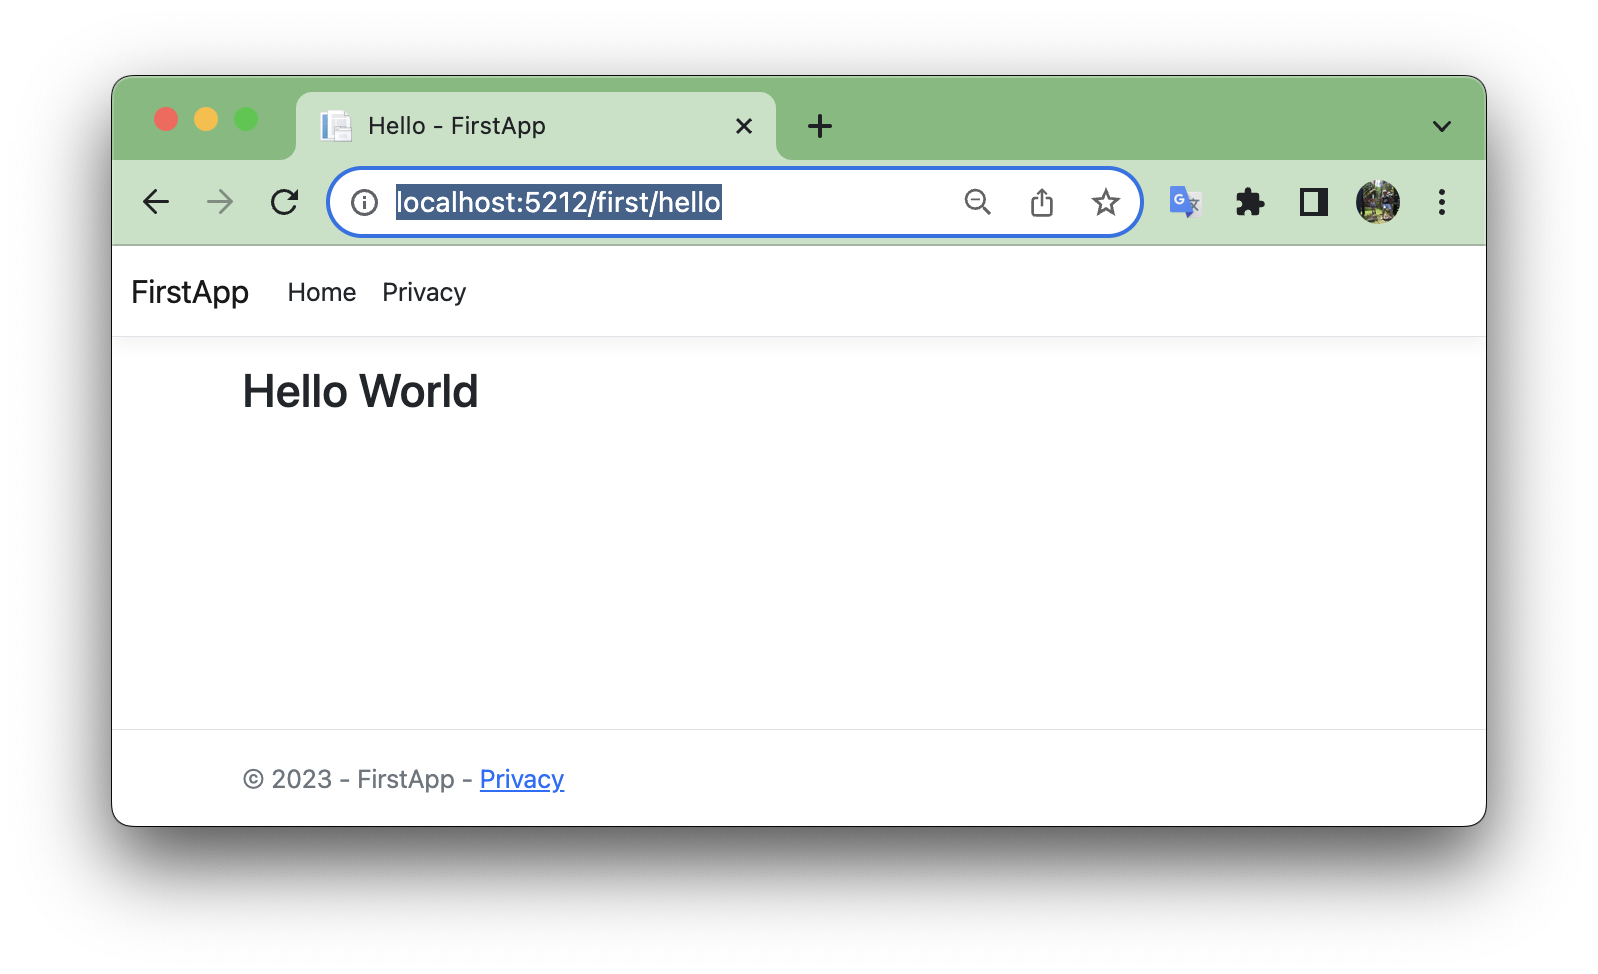 Hello - FirstApp
localhost:5212/first/hello
FirstApp Home Privacy
Hello World
© 2023 - FirstApp - Privacy